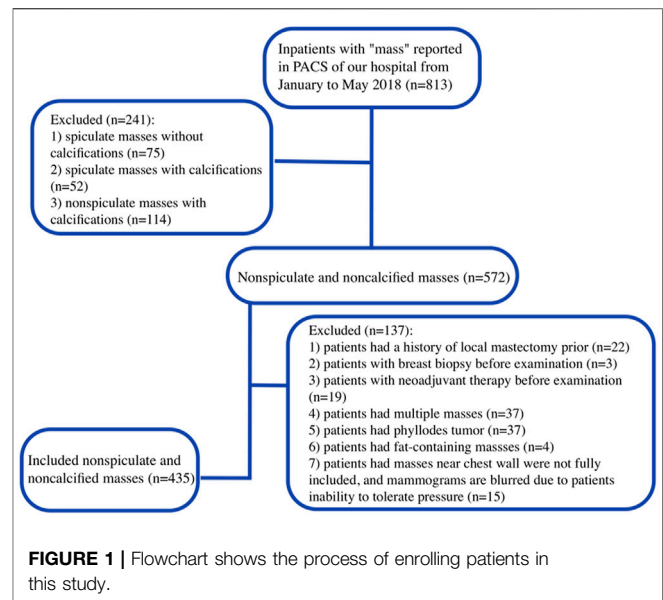 Inpatients with "mass" reported
in PACS of our hospital from
January to May 2018 (n=813)
Excluded (n=241):
1) spiculate masses without
calcifications (n=75)
2) spiculate masses with calcifications
(n=52)
3) nonspiculate masses with
calcifications (n=114)
Nonspiculate and noncalcified masses (n=572)
Excluded (n=137):
1) patients had a history of local mastectomy prior (n=22)
2) patients with breast biopsy before examination (n=3)
3) patients with neoadjuvant therapy before examination
(n=19)
4) patients had multiple masses (n=37)
5) patients had phyllodes tumor (n=37)
6) patients had fat-containing massses (n=4)
7) patients had masses near chest wall were not fully
included, and mammograms are blurred due to patients
inability to tolerate pressure (n=15)
Included nonspiculate and
noncalcified masses (n=435)
FIGURE 1 | Flowchart shows the process of enrolling patients in
this study.